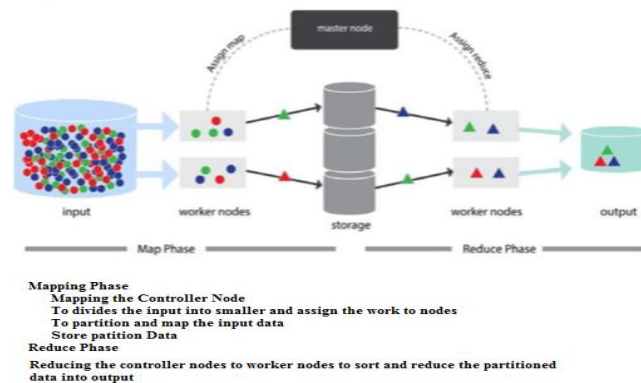 master node
Assign map
Assign reduce
input
worker nodes
storage
worker nodes
output
Map Phase
Reduce Phase
Mapping Phase
Mapping the Controller Node
To divides the input into smaller and assign the work to nodes
To partition and map the input data
Store patition Data
Reduce Phase
Reducing the controller nodes to worker nodes to sort and reduce the partitioned
data into output